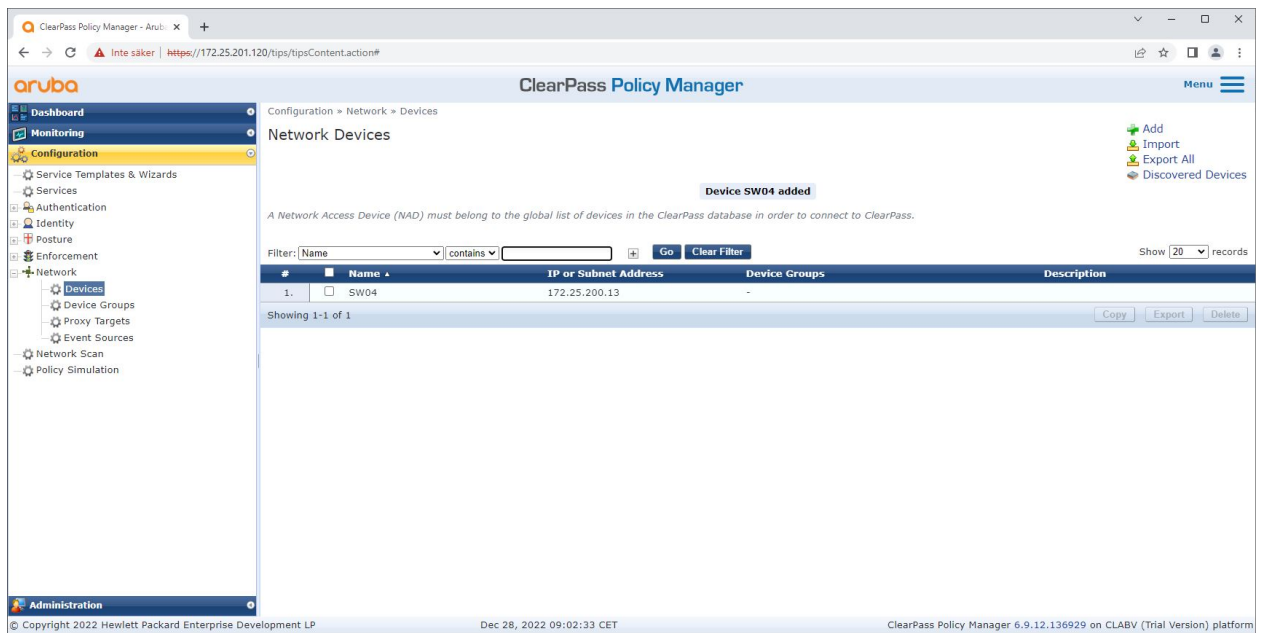 ClearPass Policy Manager - Arub
Inte säker | https://172.25.201.120/tips/tipsContent.action#
aruba
ClearPass Policy Manager
Menu
Dashboard
Monitoring
Configuration
Service Templates & Wizards
Services
Authentication
Identity
Posture
Enforcement
Network
Devices
Device Groups
Proxy Targets
Event Sources
Network Scan
Policy Simulation
Administration
Configuration » Network » Devices
Network Devices
Add
Import
Export All
Discovered Devices
Device SW04 added
A Network Access Device (NAD) must belong to the global list of devices in the ClearPass database in order to connect to ClearPass.
Filter: Name contains Go Clear Filter Show 20 records
# Name IP or Subnet Address Device Groups Description
1. SW04 172.25.200.13 -
Showing 1-1 of 1 Copy Export Delete
© Copyright 2022 Hewlett Packard Enterprise Development LP Dec 28, 2022 09:02:33 CET ClearPass Policy Manager 6.9.12.136929 on CLABV (Trial Version) platform